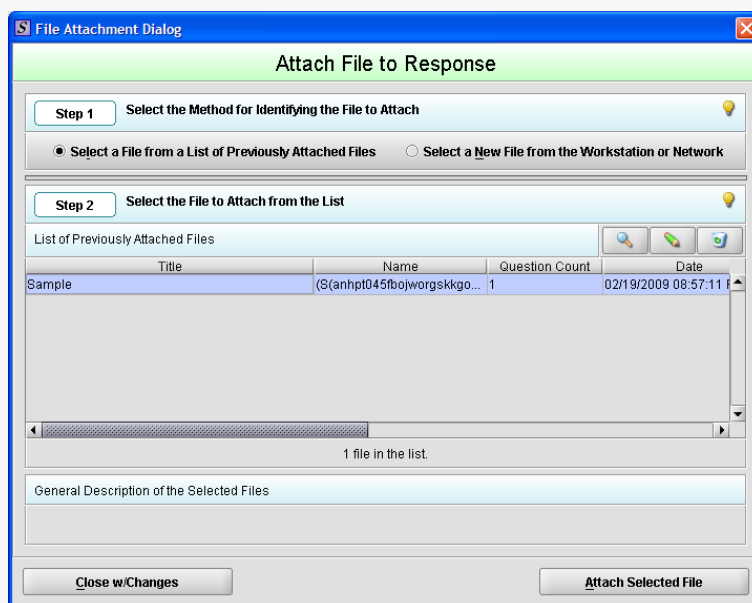 S File Attachment Dialog
Attach File to Response
Step 1 Select the Method for Identifying the File to Attach
Select a File from a List of Previously Attached Files Select a New File from the Workstation or Network
Step 2 Select the File to Attach from the List
List of Previously Attached Files
Title Name Question Count Date
Sample (S(anhpt045fbojworgskkgo... 1 02/19/2009 08:57:11
1 file in the list.
General Description of the Selected Files
Close w/Changes Attach Selected File